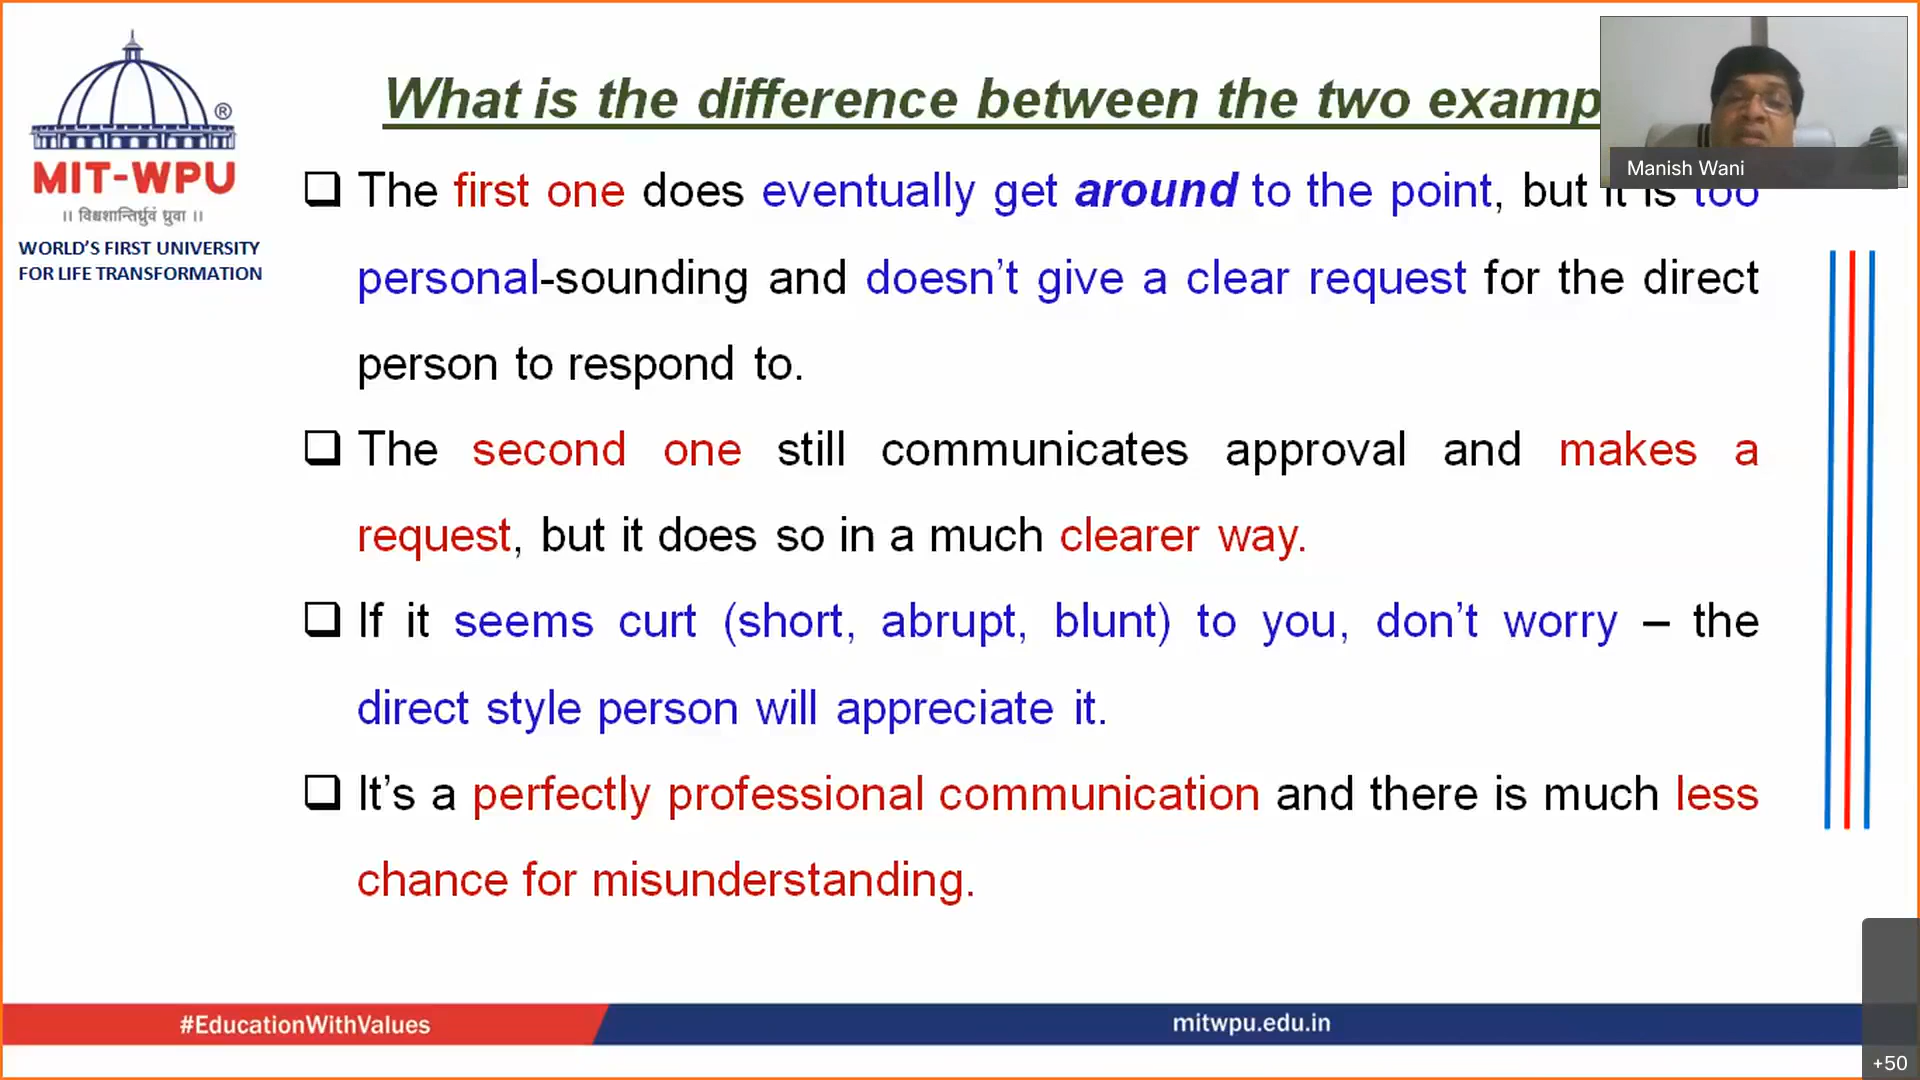 What is the difference between the two examp
Manish Wani
®
MIT-WPU
।। विश्वशान्तिर्ध्रुवं ध्रुवा ।।
WORLD'S FIRST UNIVERSITY
FOR LIFE TRANSFORMATION
❑ The first one does eventually get around to the point, but it is too
personal-sounding and doesn't give a clear request for the direct
person to respond to.
❑ The second one still communicates approval and makes a
request, but it does so in a much clearer way.
❑ If it seems curt (short, abrupt, blunt) to you, don't worry – the
direct style person will appreciate it.
❑ It's a perfectly professional communication and there is much less
chance for misunderstanding.
#EducationWithValues
mitwpu.edu.in
+50